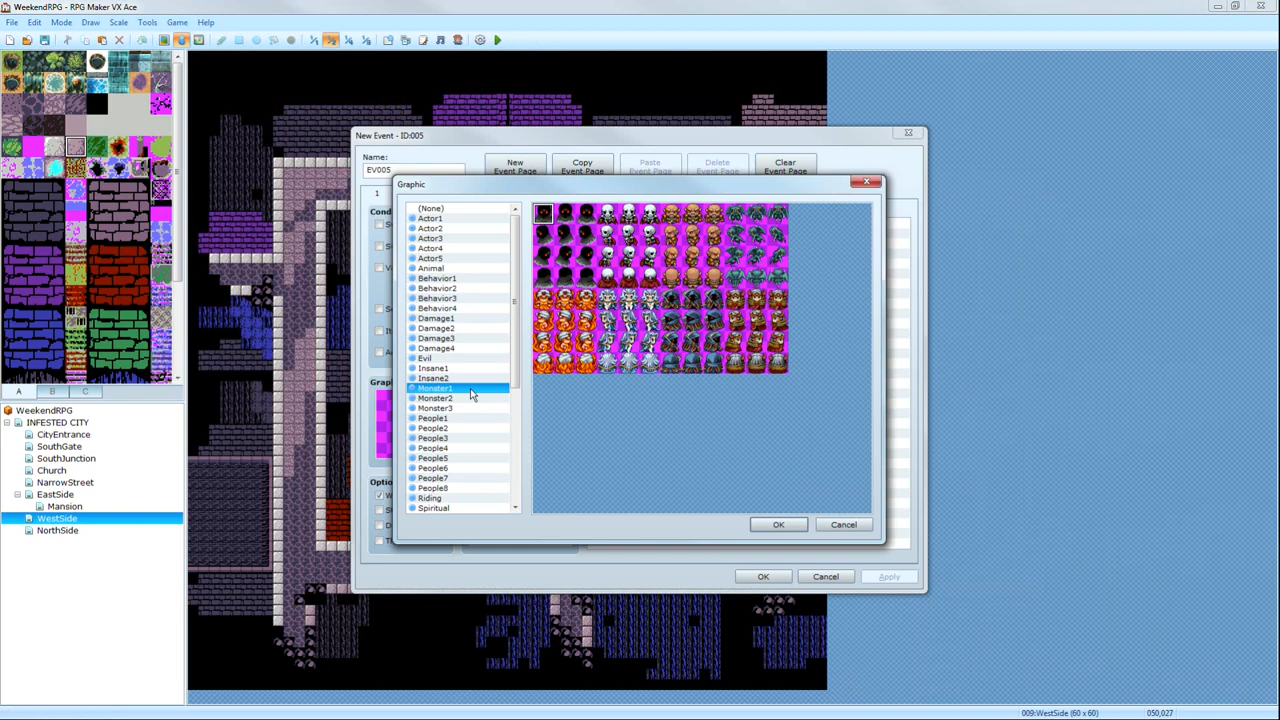 WeekendRPG - RPG Maker VX Ace
File Edit Mode Draw Scale Tools Game Help
New Event - ID:005
Name:
EV005
New Event Page
Copy Event Page
Paste Event Page
Delete Event Page
Clear Event Page
1
Graphic
(None)
Actor1
Actor2
Actor3
Actor4
Actor5
Animal
Behavior1
Behavior2
Behavior3
Behavior4
Damage1
Damage2
Damage3
Damage4
Evil
Insane1
Insane2
Monster1
Monster2
Monster3
People1
People2
People3
People4
People5
People6
People7
People8
Riding
Spiritual
OK
Cancel
OK
Cancel
Apply
A
B
C
WeekendRPG
INFESTED CITY
CityEntrance
SouthGate
SouthJunction
Church
NarrowStreet
EastSide
Mansion
WestSide
NorthSide
009:WestSide (60 x 60)
050,027